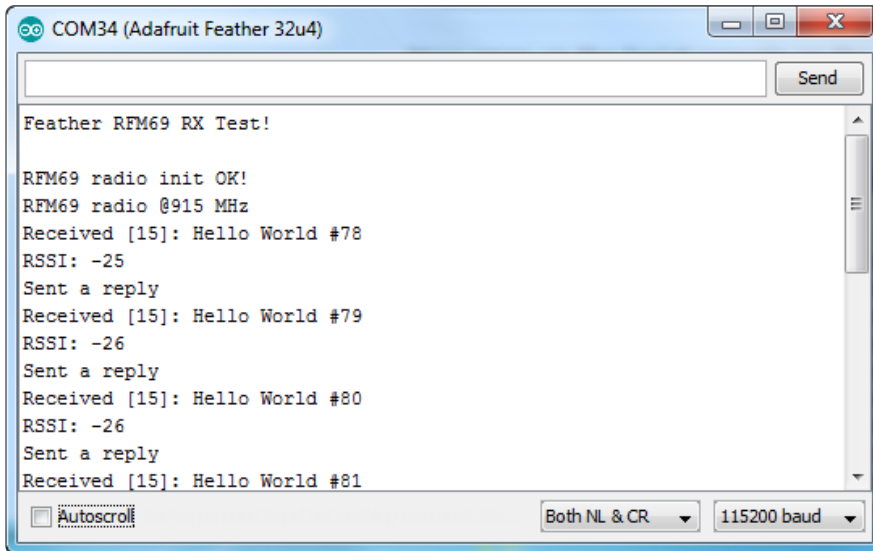 COM34 (Adafruit Feather 32u4)
Send
Feather RFM69 RX Test!
RFM69 radio init OK!
RFM69 radio @915 MHz
Received [15]: Hello World #78
RSSI: -25
Sent a reply
Received [15]: Hello World #79
RSSI: -26
Sent a reply
Received [15]: Hello World #80
RSSI: -26
Sent a reply
Received [15]: Hello World #81
Autoscroll
Both NL & CR
115200 baud